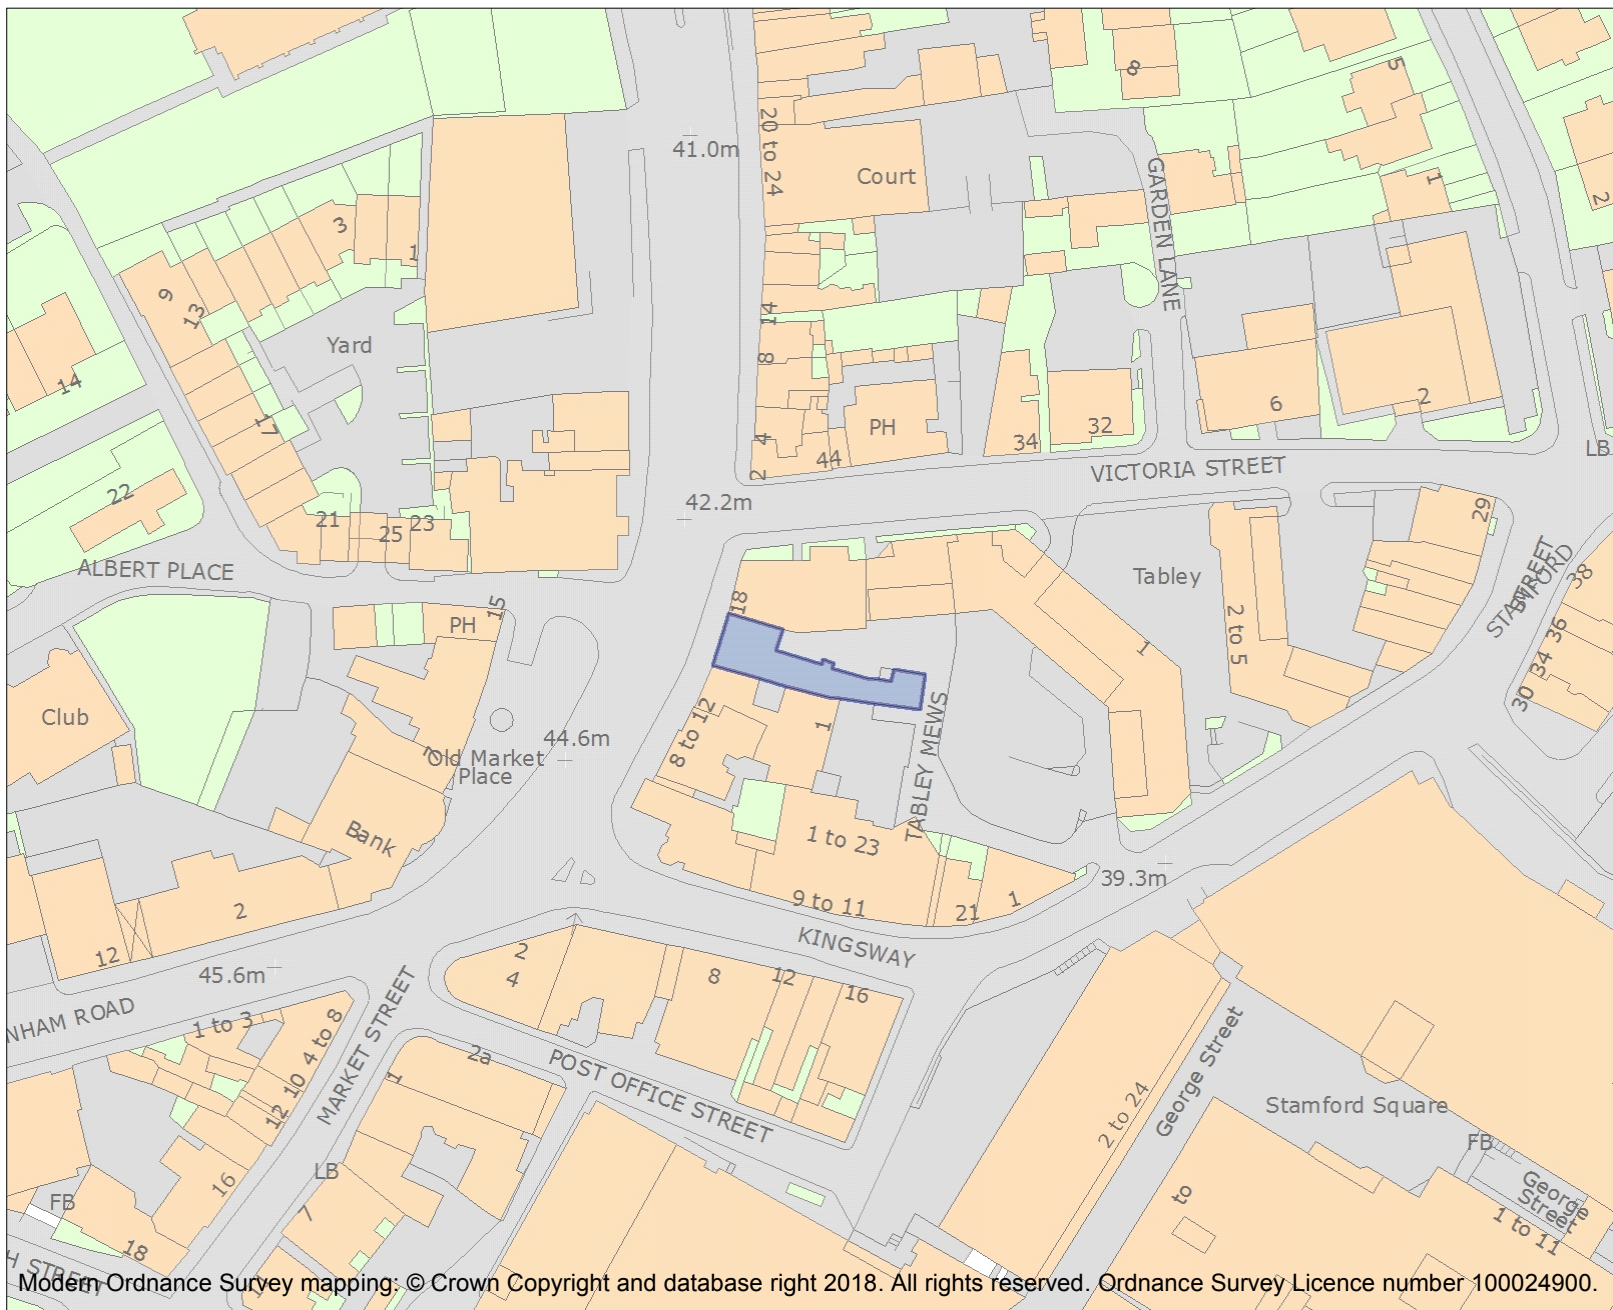 8
5
20 to 24
41.0m
Court
GARDEN LANE
1
2
3
1
9
13
14
8
Yard
14
17
PH
4
44
2
34
32
6
2
VICTORIA STREET
LB
22
21
25
23
42.2m
29
ALBERT PLACE
15
PH
18
Tabley
2 to 5
1
STAMFORD
STREET
38
36
34
30
Club
8 to 12
1
TABLEY MEWS
44.6m
7
Old Market
Place
Bank
1 to 23
39.3m
2
12
9 to 11
21
1
KINGSWAY
45.6m
2
4
8
12
16
NHAM ROAD
1 to 3
4 to 8
10
12
MARKET STREET
2a
1
POST OFFICE STREET
2 to 24
George Street
Stamford Square
FB
George
Street
George
Street
1 to 11
to
LB
16
7
FB
18
H STREET
Modern Ordnance Survey mapping: © Crown Copyright and database right 2018. All rights reserved. Ordnance Survey Licence number 100024900.